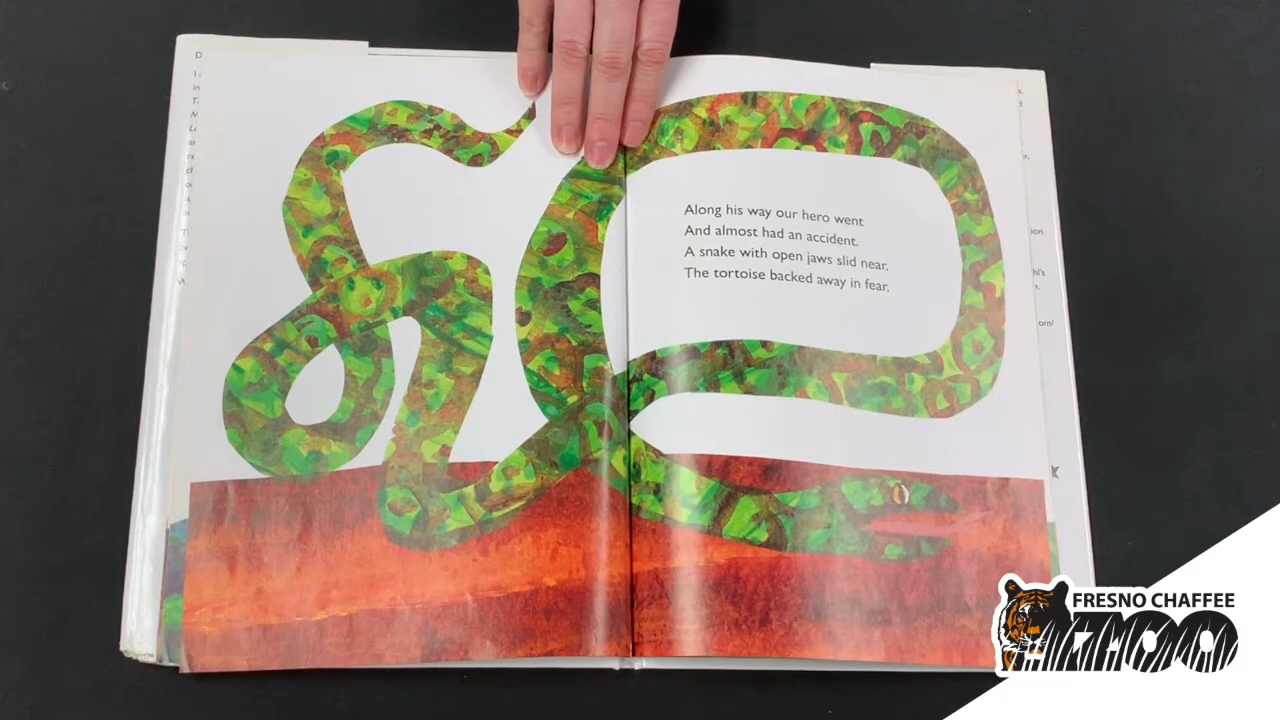 Along his way our hero went
And almost had an accident.
A snake with open jaws slid near.
The tortoise backed away in fear.
FRESNO CHAFFEE
ZOO